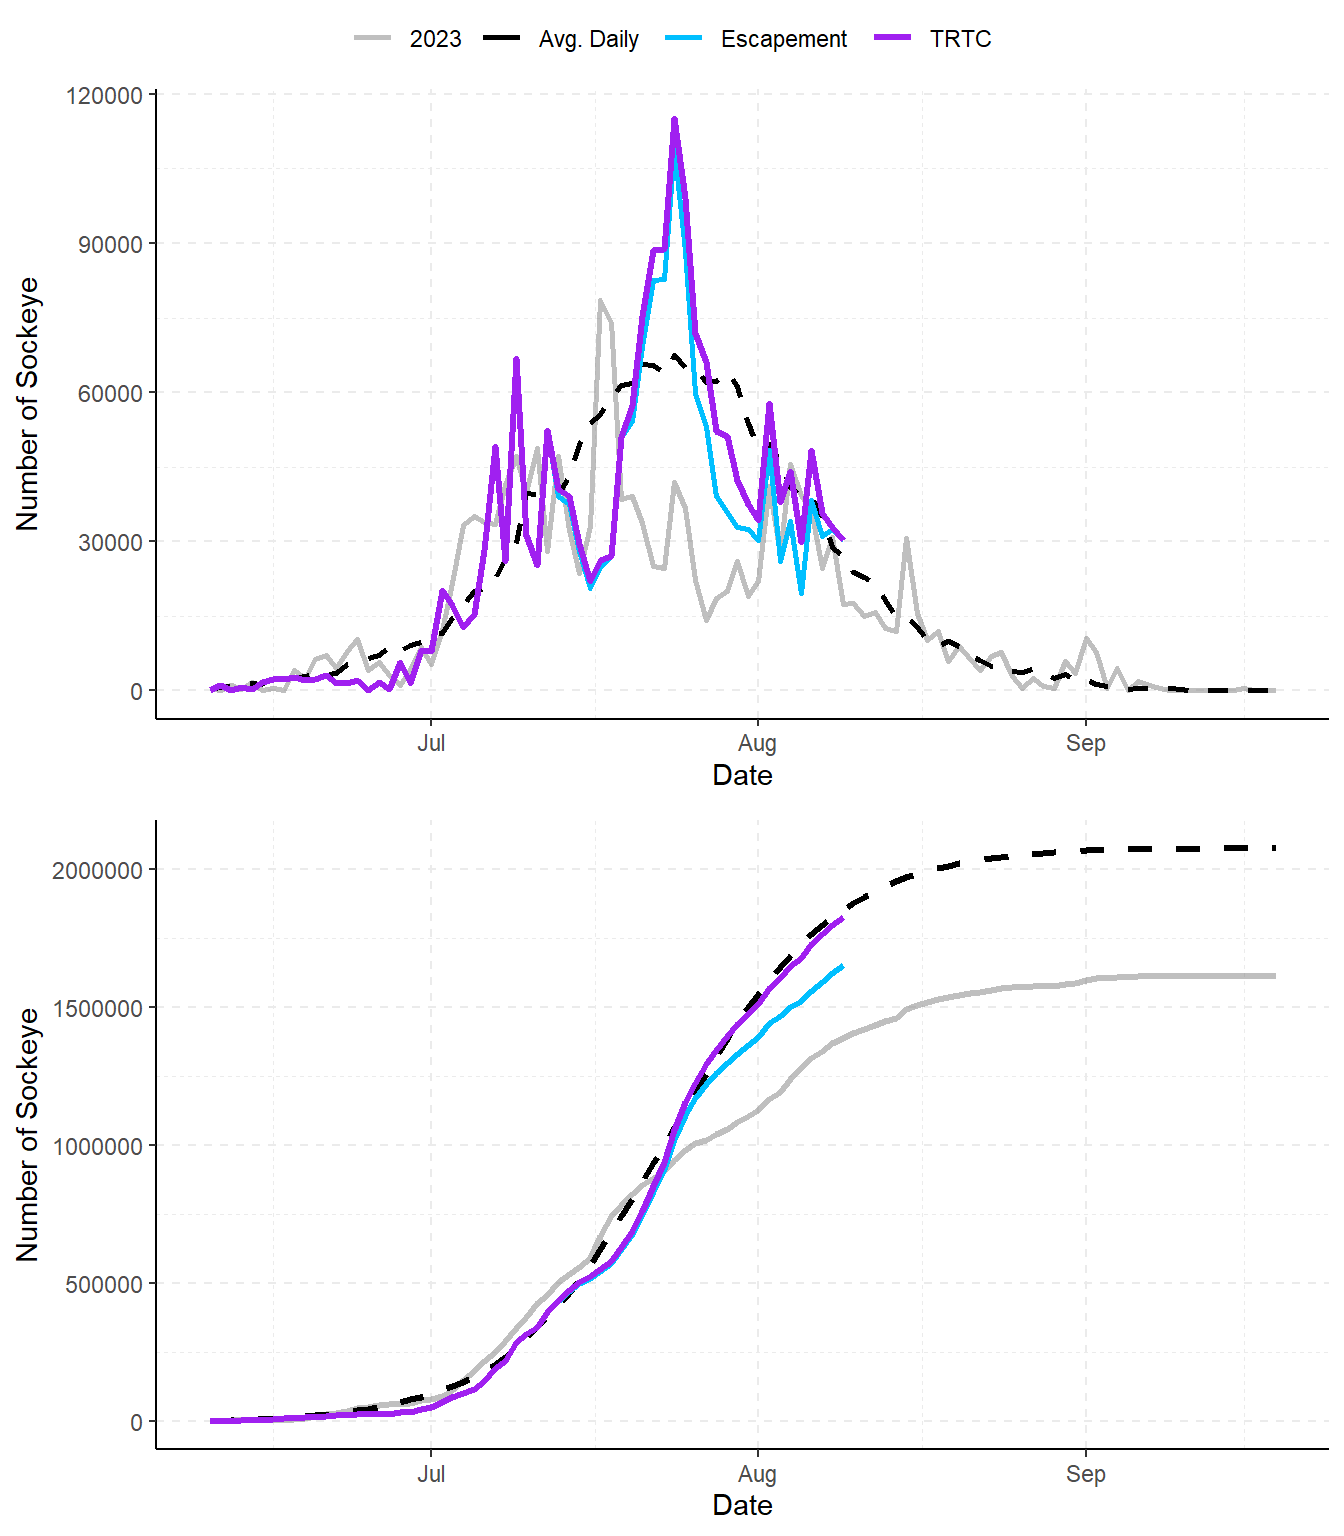 2023 Avg. Daily Escapement TRTC
Number of Sockeye
120000
90000
60000
30000
0
Jul Aug Sep
Date
Number of Sockeye
2000000
1500000
1000000
500000
0
Jul Aug Sep
Date